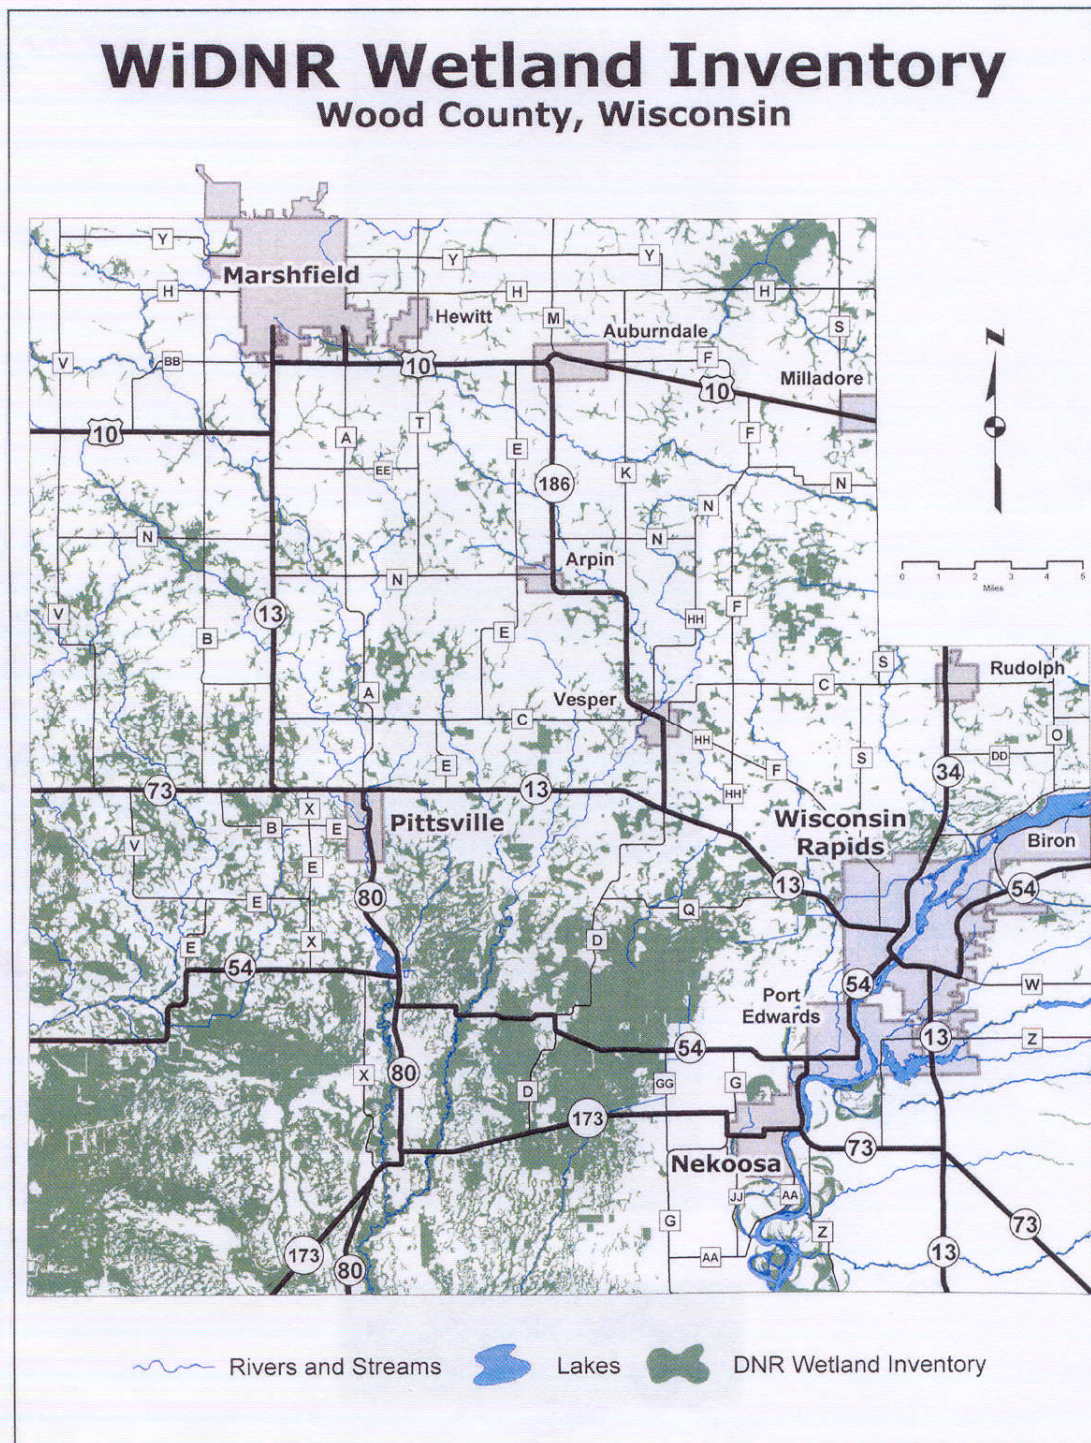 WiDNR Wetland Inventory
Wood County, Wisconsin
Y
Marshfield
Y
Y
H
H
H
Hewitt
M
Auburndale
S
V
BB
10
F
10
Milladore
10
A
T
E
F
EE
186
K
N
N
N
N
Arpin
N
V
13
B
E
HH
F
S
Rudolph
A
Vesper
C
C
HH
O
E
F
S
DD
34
73
13
HH
X
B
E
Pittsville
Wisconsin
Rapids
V
E
Biron
80
13
54
E
Q
E
X
D
54
54
W
Port
Edwards
13
Z
54
X
80
D
GG
G
173
73
Nekoosa
JJ
AA
G
Z
73
173
80
AA
13
N
0 1 2 3 4 5
Miles
Rivers and Streams
Lakes
DNR Wetland Inventory